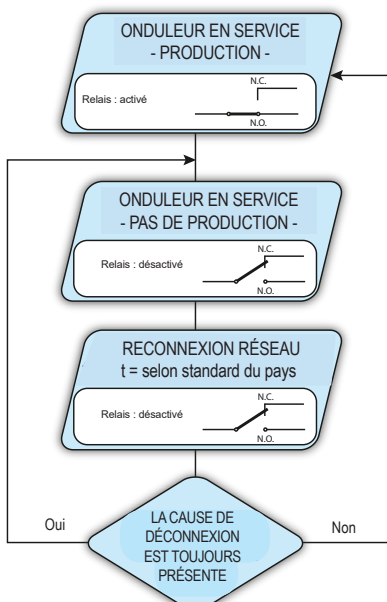 ONDULEUR EN SERVICE
- PRODUCTION -
N.C.
Relais : activé
N.O.
ONDULEUR EN SERVICE
- PAS DE PRODUCTION -
N.C.
Relais : désactivé
N.O.
RECONNEXION RÉSEAU
t = selon standard du pays
N.C.
Relais : désactivé
N.O.
Oui
LA CAUSE DE
DÉCONNEXION
EST TOUJOURS
PRÉSENTE
Non